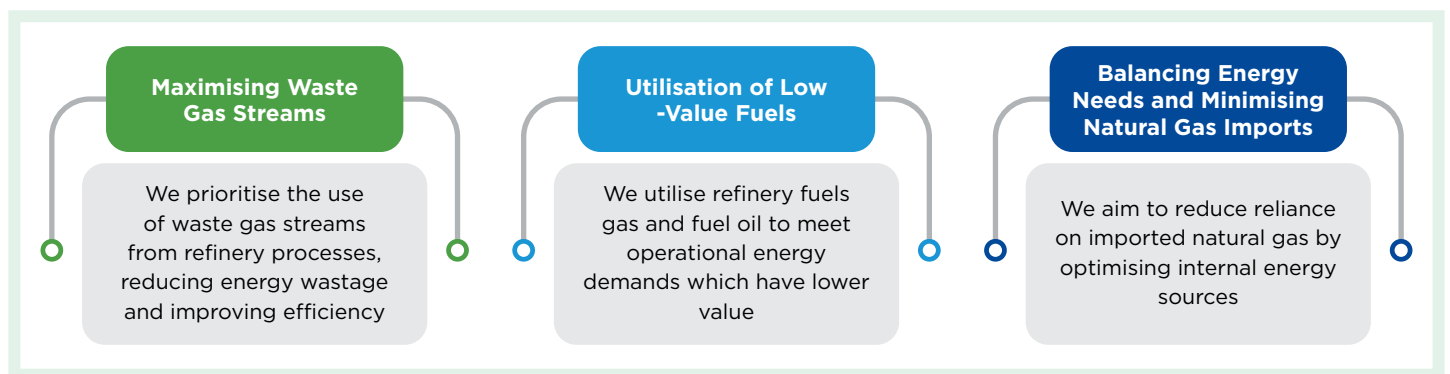 Maximising Waste
Gas Streams
We prioritise the use
of waste gas streams
from refinery processes,
reducing energy wastage
and improving efficiency
Utilisation of Low
-Value Fuels
We utilise refinery fuels
gas and fuel oil to meet
operational energy
demands which have lower
value
Balancing Energy
Needs and Minimising
Natural Gas Imports
We aim to reduce reliance
on imported natural gas by
optimising internal energy
sources